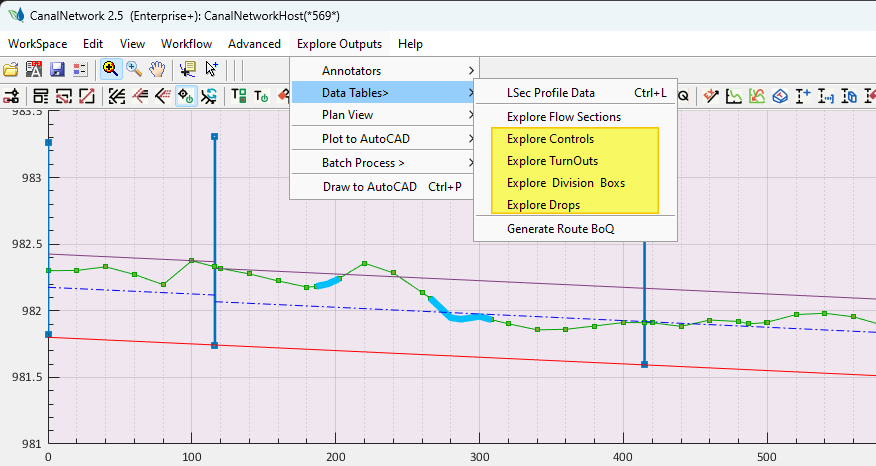 CanalNetwork 2.5 (Enterprise+); CanalNetworkHost(*569*)
WorkSpace Edit View Workflow Advanced Explore Outputs Help
Annotators
Data Tables>
Plan View
Plot to AutoCAD
Batch Process >
Draw to AutoCAD Ctrl+P
LSec Profile Data Ctrl+L
Explore Flow Sections
Explore Controls
Explore TurnOuts
Explore Division Boxs
Explore Drops
Generate Route BoQ
983.5
983
982.5
982
981.5
981
0 100 200 300 400 500